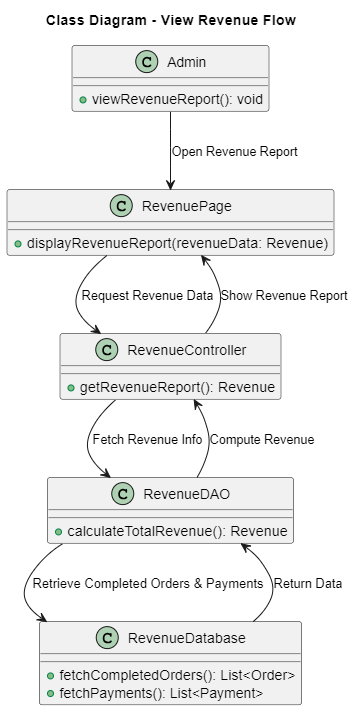 Class Diagram - View Revenue Flow
C Admin
viewRevenueReport(): void
Open Revenue Report
C RevenuePage
displayRevenueReport(revenueData: Revenue)
Request Revenue Data
Show Revenue Report
C RevenueController
getRevenueReport(): Revenue
Fetch Revenue Info
Compute Revenue
C RevenueDAO
calculateTotalRevenue(): Revenue
Retrieve Completed Orders & Payments
Return Data
C RevenueDatabase
fetchCompletedOrders(): List<Order>
fetchPayments(): List<Payment>